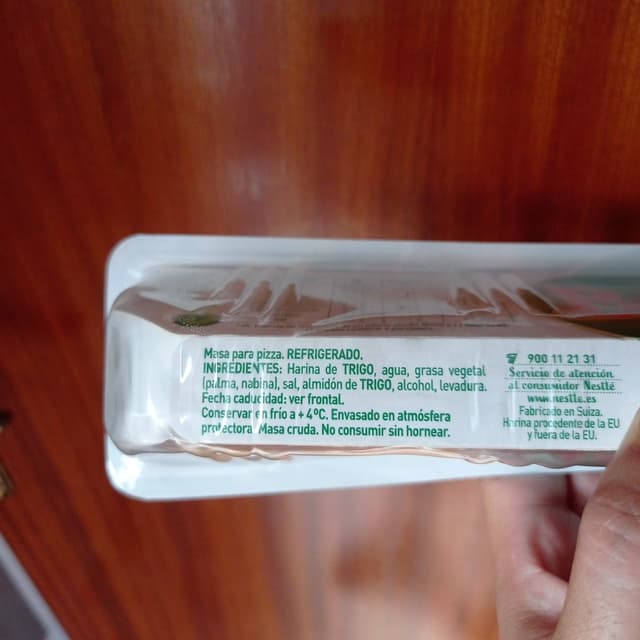 Masa para pizza. REFRIGERADO.
INGREDIENTES: Harina de TRIGO, agua, grasa vegetal
(palma, nabina), sal, almidón de TRIGO, alcohol, levadura.
Fecha caducidad: ver frontal.
Conservar en frío a + 4ºC. Envasado en atmósfera
protectora. Masa cruda. No consumir sin hornear.
900 11 21 31
Servicio de atención
al consumidor Nestlé
www.nestle.es
Fabricado en Suiza.
Harina procedente de la EU
y fuera de la EU.